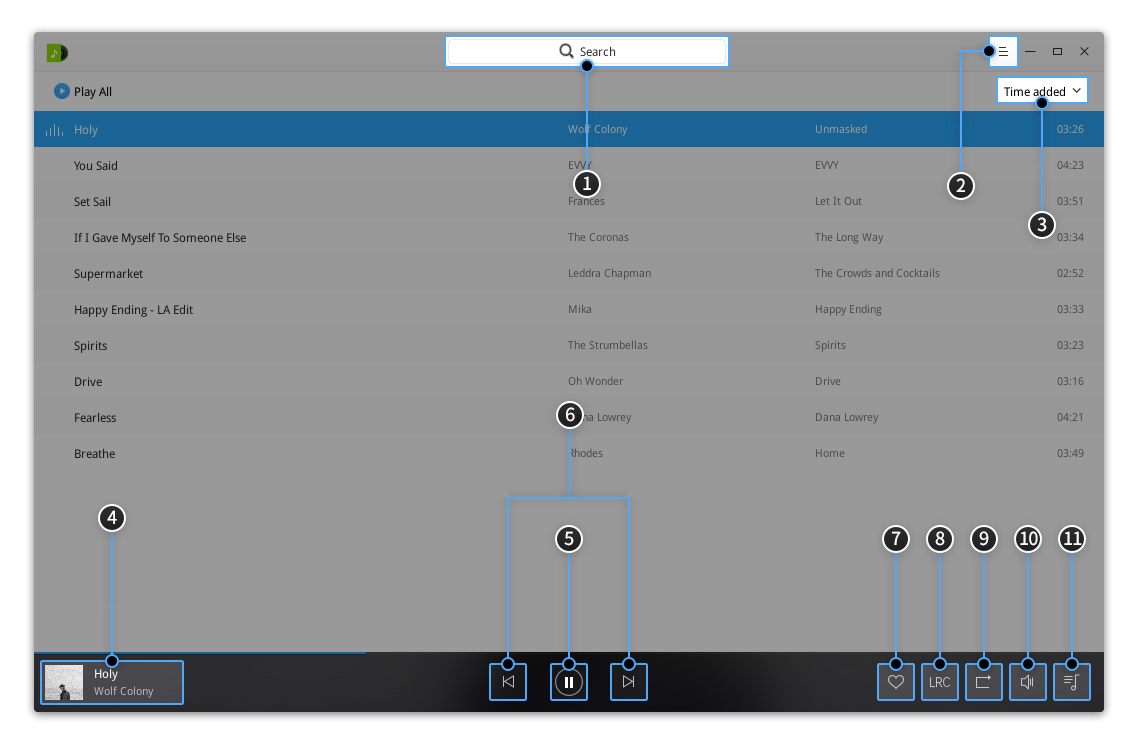 Search
Play All
Time added
Holy Wolf Colony Unmasked 03:26
You Said EVVY EVVY 04:23
1
2
Set Sail Frances Let It Out 03:51
3
If I Gave Myself To Someone Else The Coronas The Long Way 03:34
Supermarket Leddra Chapman The Crowds and Cocktails 02:52
Happy Ending - LA Edit Mika Happy Ending 03:33
Spirits The Strumbellas Spirits 03:23
Drive Oh Wonder Drive 03:16
6
Fearless Dana Lowrey Dana Lowrey 04:21
Breathe Rhodes Home 03:49
4
5
7 8 9 10 11
Holy
Wolf Colony
LRC